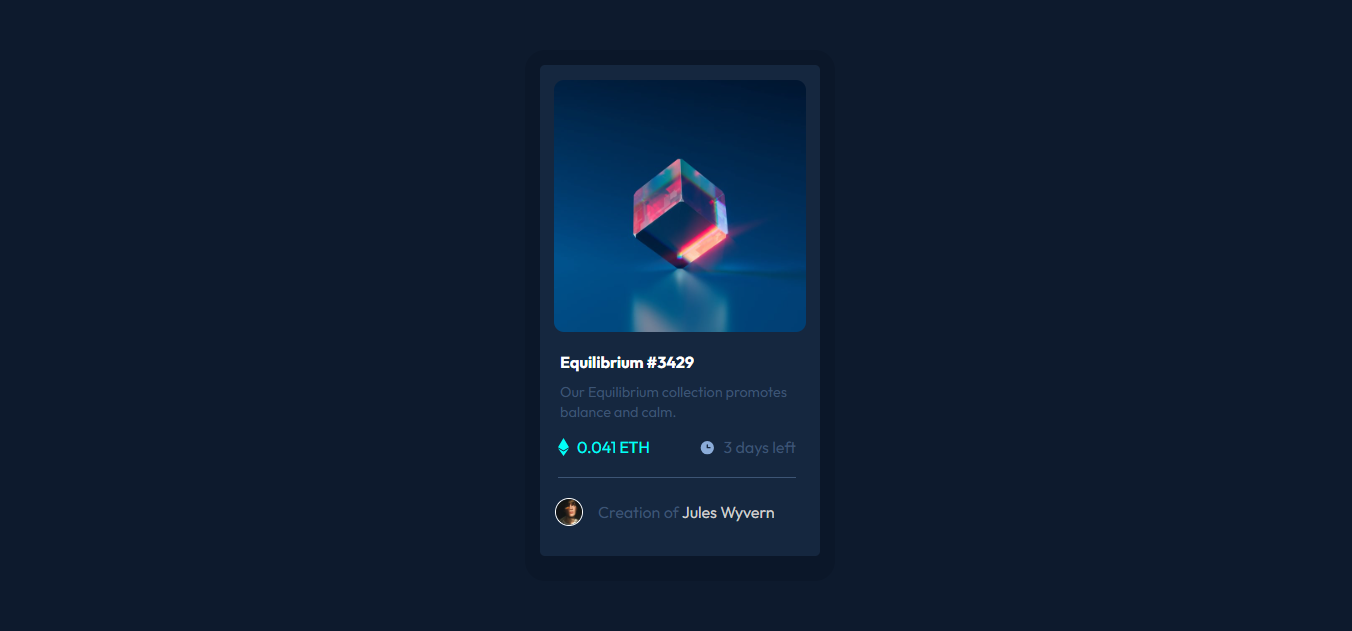 Equilibrium #3429
Our Equilibrium collection promotes
balance and calm.
0.041 ETH
3 days left
Creation of Jules Wyvern